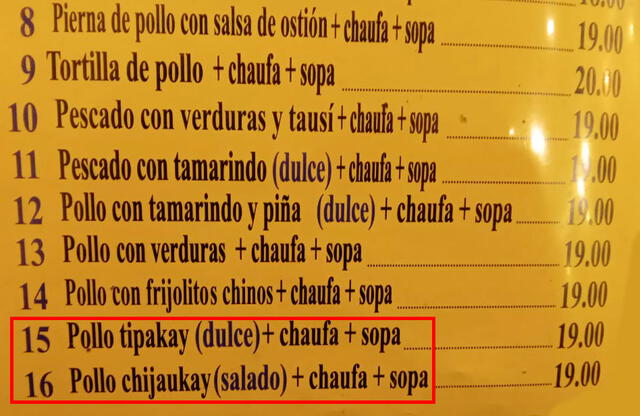 8 Pierna de pollo con salsa de ostión + chaufa + sopa 19.00
9 Tortilla de pollo + chaufa + sopa 20.00
10 Pescado con verduras y tausí + chaufa + sopa 19.00
11 Pescado con tamarindo (dulce) + chaufa + sopa 19.00
12 Pollo con tamarindo y piña (dulce) + chaufa + sopa 19.00
13 Pollo con verduras + chaufa + sopa 19.00
14 Pollo con frijolitos chinos + chaufa + sopa 19.00
15 Pollo tipakay (dulce) + chaufa + sopa 19.00
16 Pollo chijaukay (salado) + chaufa + sopa 19.00